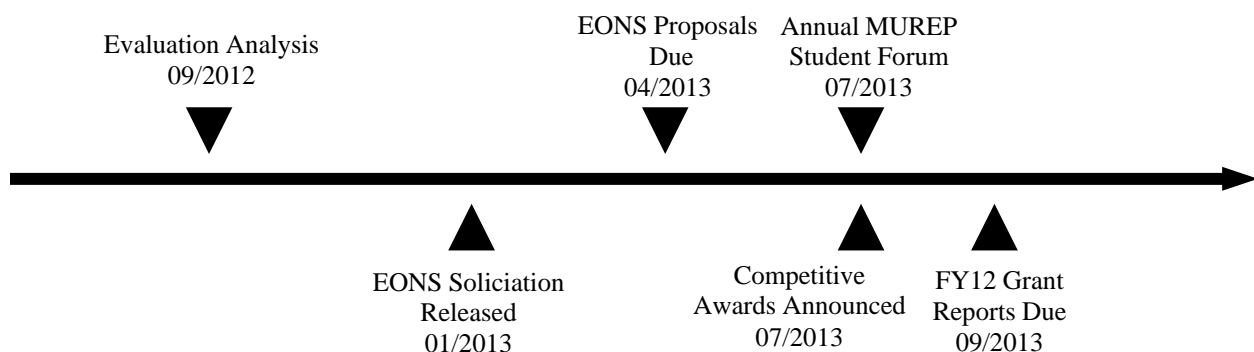 Evaluation Analysis
09/2012
EONS Proposals
Due
04/2013
Annual MUREP
Student Forum
07/2013
EONS Soliciation
Released
01/2013
Competitive
Awards Announced
07/2013
FY12 Grant
Reports Due
09/2013